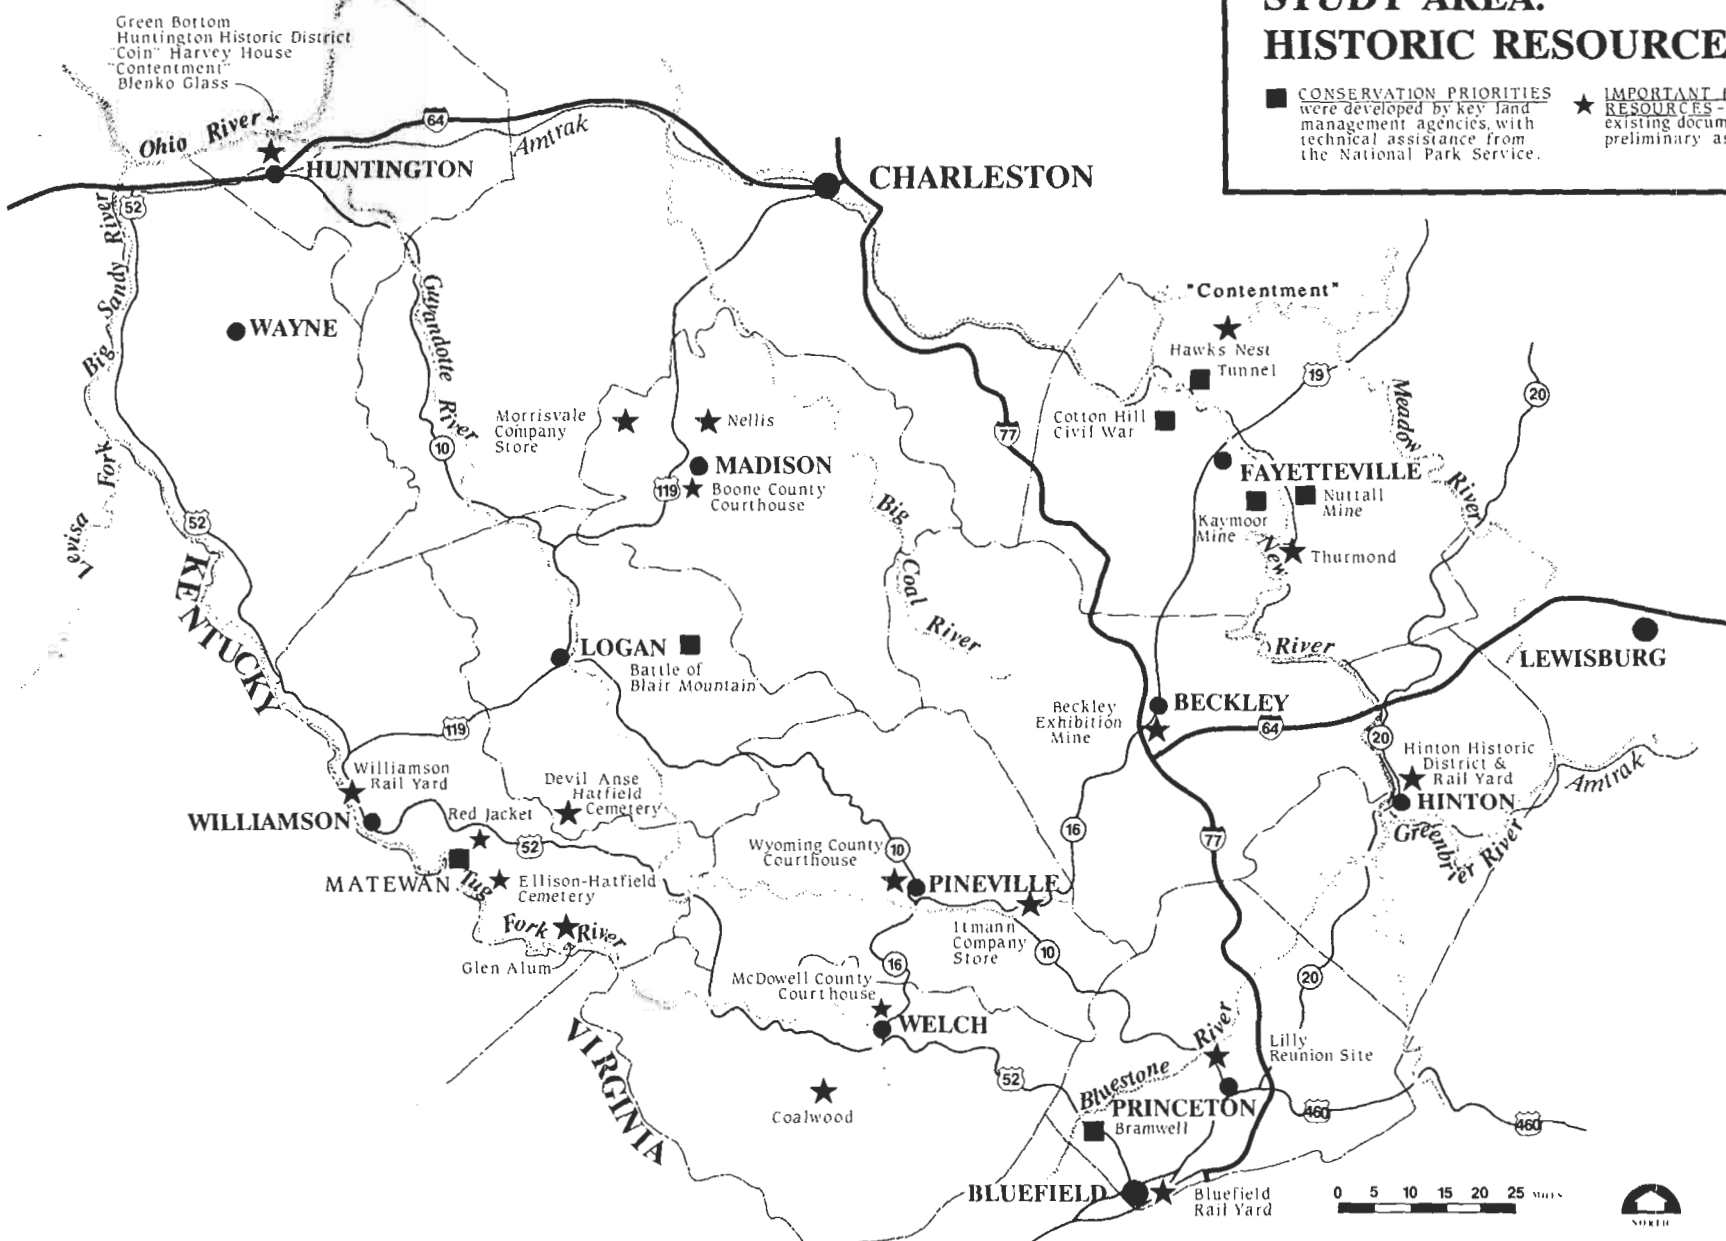 STUDY AREA:
HISTORIC RESOURCE
CONSERVATION PRIORITIES
were developed by key land
management agencies, with
technical assistance from
the National Park Service.
IMPORTANT
RESOURCES-
existing docum
preliminary as
Green Bottom
Huntington Historic District
"Coin" Harvey House
"Contentment"
Blenko Glass
Ohio River
HUNTINGTON
64
Amtrak
CHARLESTON
52
Big Sandy River
WAYNE
Guyandotte River
10
Levisa Fork
52
KENTUCKY
Morrisvale
Company
Store
Nellis
MADISON
119
Boone County
Courthouse
Big Coal River
77
"Contentment"
Hawks Nest
Tunnel
Cotton Hill
Civil War
19
20
Meadow River
FAYETTEVILLE
Kaymoor
Mine
Nuttall
Mine
Thurmond
New River
LEWISBURG
LOGAN
Battle of
Blair Mountain
119
Beckley
Exhibition
Mine
BECKLEY
64
20
Hinton Historic
District &
Rail Yard
HINTON
Amtrak
Greenbrier River
Williamson
Rail Yard
WILLIAMSON
Red Jacket
Devil Anse
Hatfield
Cemetery
52
MATEWAN
Tug Fork River
Ellison-Hatfield
Cemetery
Glen Alum
Wyoming County
Courthouse
10
PINEVILLE
16
77
Itmann
Company
Store
10
16
McDowell County
Courthouse
WELCH
20
Lilly
Reunion Site
VIRGINIA
Coalwood
52
Bluestone River
PRINCETON
Bramwell
460
460
BLUEFIELD
Bluefield
Rail Yard
0 5 10 15 20 25 MILES
NORTH